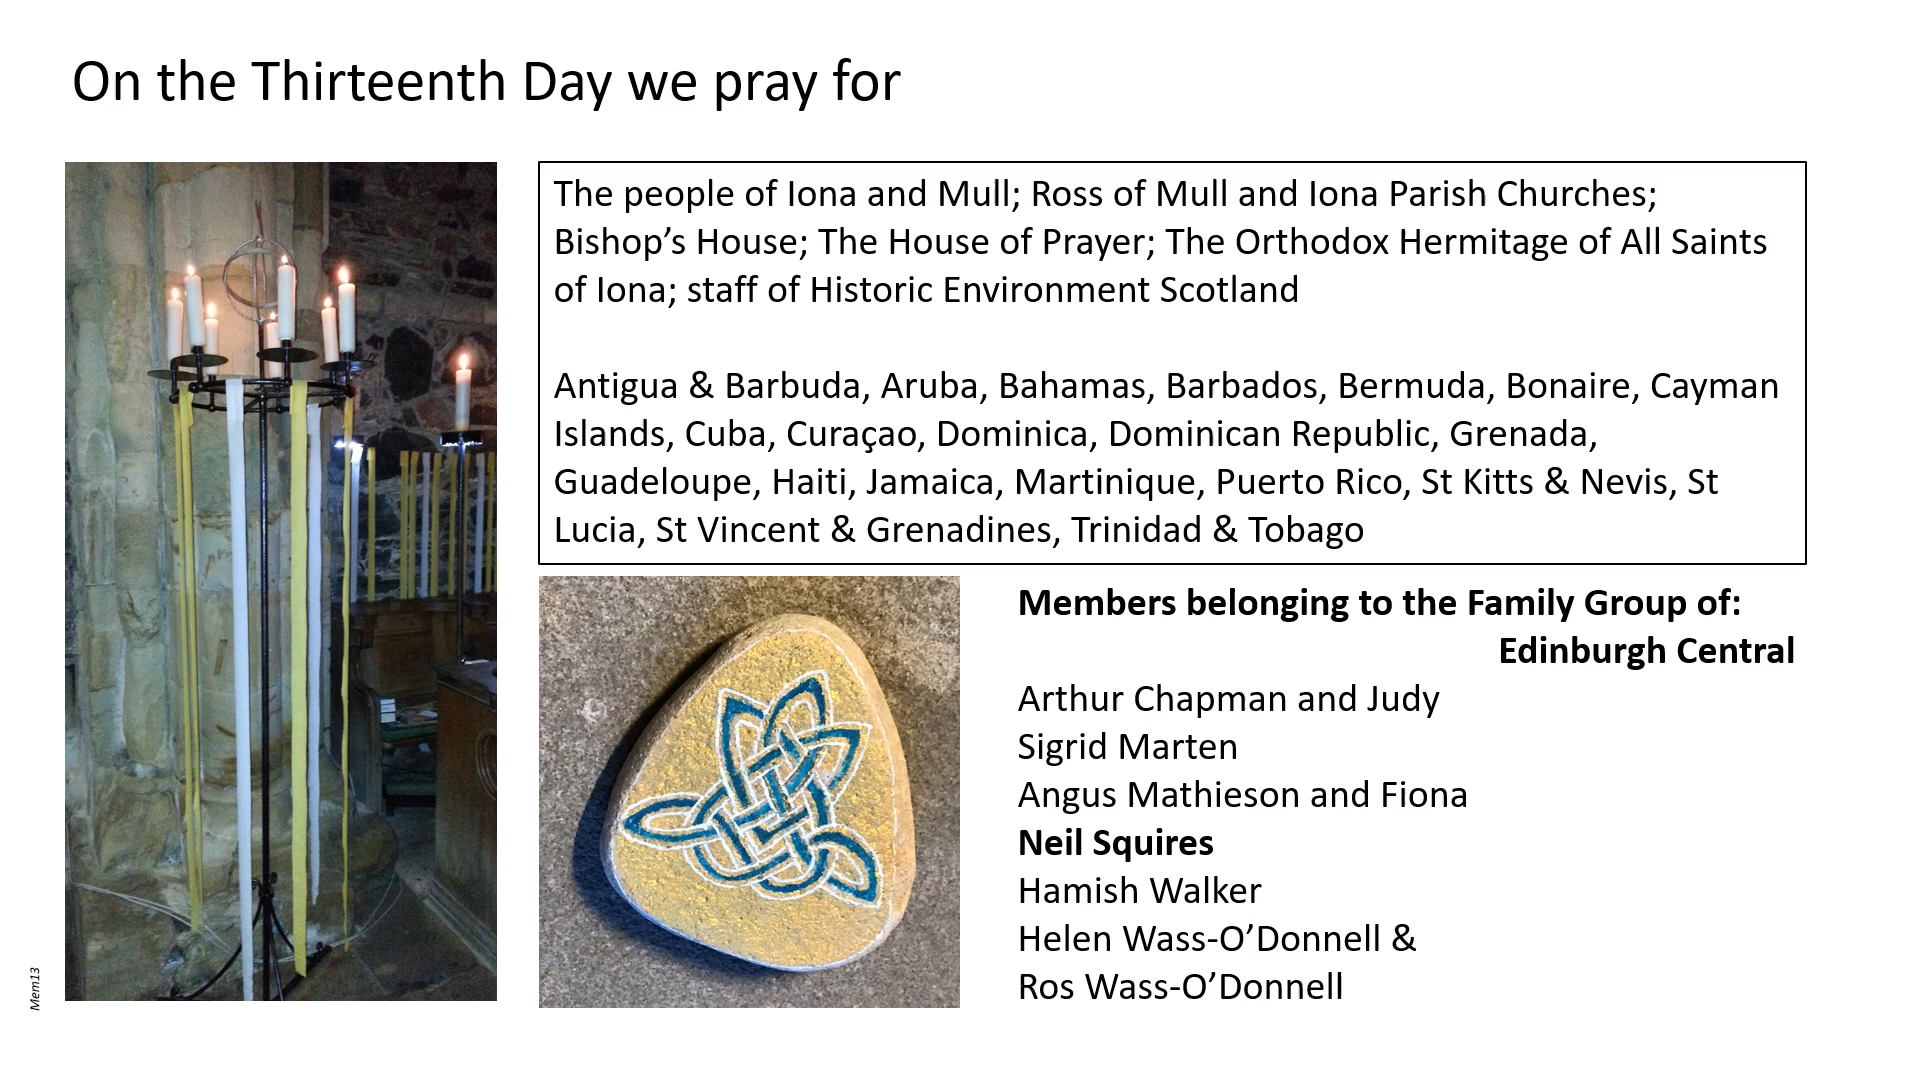 On the Thirteenth Day we pray for
The people of Iona and Mull; Ross of Mull and Iona Parish Churches;
Bishop’s House; The House of Prayer; The Orthodox Hermitage of All Saints
of Iona; staff of Historic Environment Scotland
Antigua & Barbuda, Aruba, Bahamas, Barbados, Bermuda, Bonaire, Cayman
Islands, Cuba, Curaçao, Dominica, Dominican Republic, Grenada,
Guadeloupe, Haiti, Jamaica, Martinique, Puerto Rico, St Kitts & Nevis, St
Lucia, St Vincent & Grenadines, Trinidad & Tobago
Members belonging to the Family Group of:
Edinburgh Central
Arthur Chapman and Judy
Sigrid Marten
Angus Mathieson and Fiona
Neil Squires
Hamish Walker
Helen Wass-O’Donnell &
Ros Wass-O’Donnell
Mem13